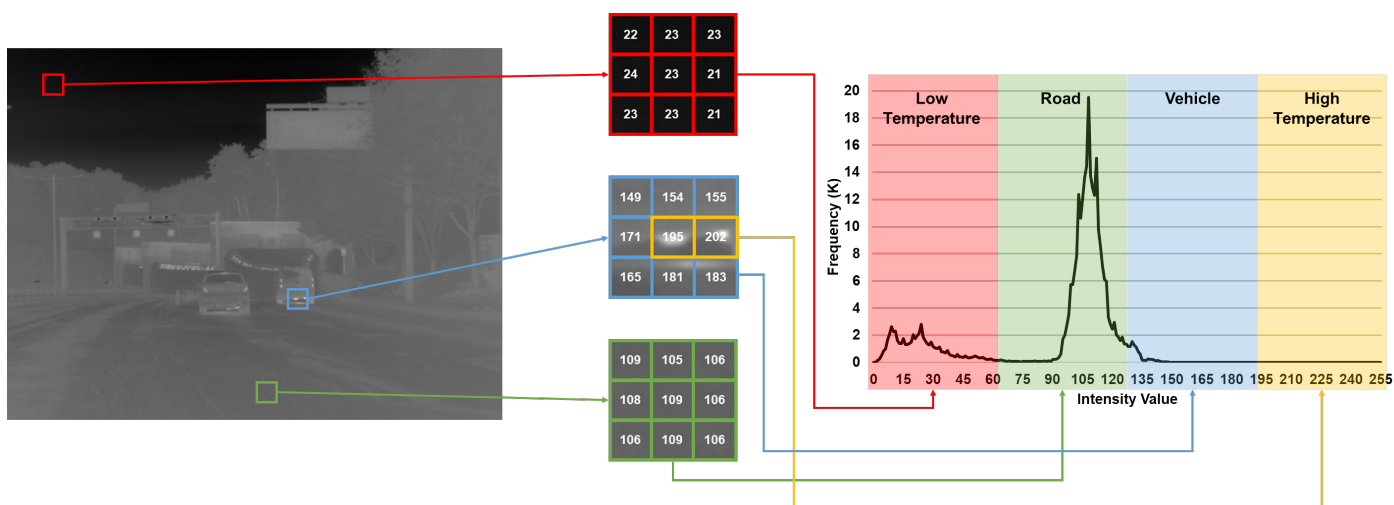 22 23 23
24 23 21
23 23 21
149 154 155
171 195 202
165 181 183
109 105 106
108 109 106
106 109 106
Low Temperature
Road
Vehicle
High Temperature
Frequency (K)
20
18
16
14
12
10
8
6
4
2
0
0 15 30 45 60 75 90 105 120 135 150 165 180 195 210 225 240 255
Intensity Value